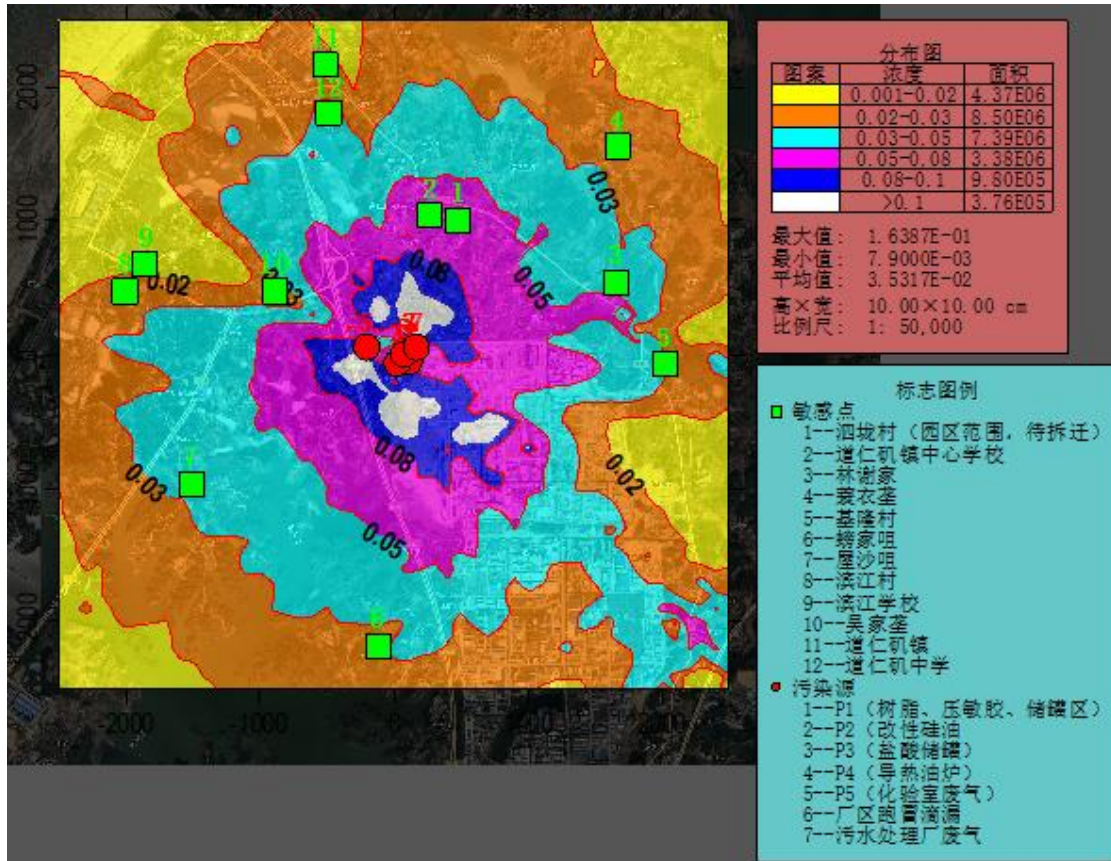 分布图
图案 浓度 面积
0.001-0.02 4.37E06
0.02-0.03 8.50E06
0.03-0.05 7.39E06
0.05-0.08 3.38E06
0.08-0.1 9.80E05
>0.1 3.76E05
最大值: 1.6387E-01
最小值: 7.9000E-03
平均值: 3.5317E-02
高×宽: 10.00×10.00 cm
比例尺: 1: 50,000
标志图例
敏感点
1--泗垅村(园区范围，待拆迁)
2--道仁矶镇中心学校
3--林谢家
4--蓑衣垄
5--基隆村
6--螃家咀
7--屋沙咀
8--滨江村
9--滨江学校
10--吴家垄
11--道仁矶镇
12--道仁矶中学
污染源
1--P1(树脂、压敏胶、储罐区)
2--P2(改性硅油
3--P3(盐酸储罐)
4--P4(导热油炉)
5--P5(化验室废气)
6--厂区跑冒滴漏
7--污水处理厂废气
11
12
4
2 1
9
3
10
5
7
6
0.03
0.08
0.05
0.02
0.02
0.08
0.03
0.05
2000
1000
-2000 -1000 0